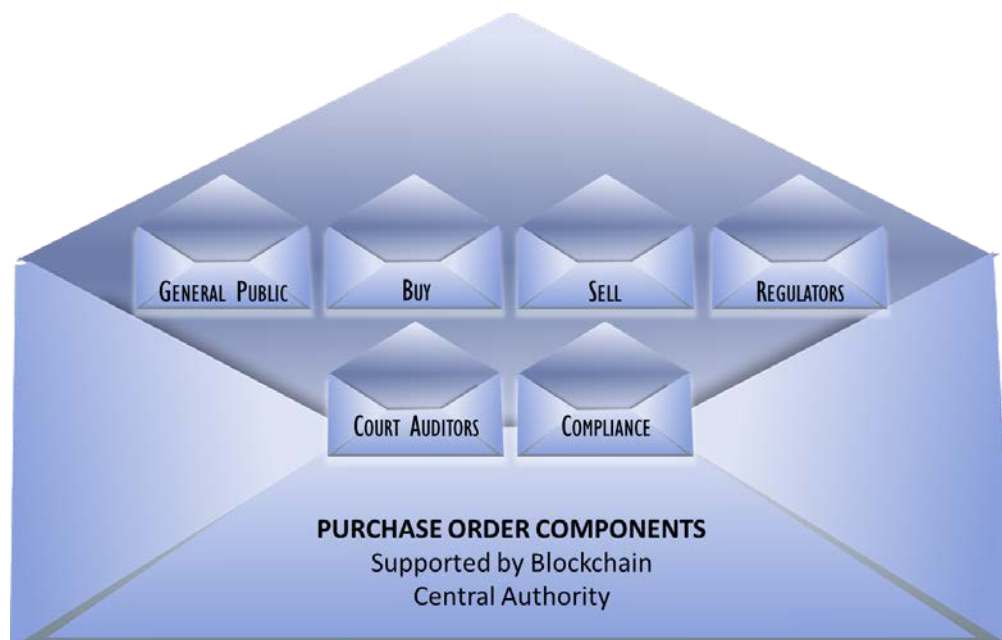 GENERAL PUBLIC
BUY
SELL
REGULATORS
COURT AUDITORS
COMPLIANCE
PURCHASE ORDER COMPONENTS
Supported by Blockchain
Central Authority